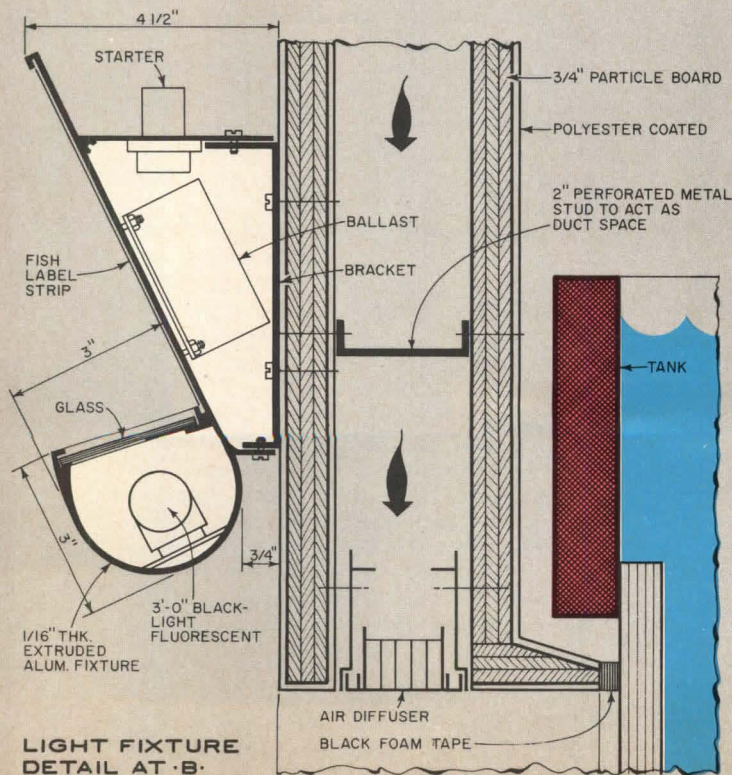 4 1/2"
STARTER
3/4" PARTICLE BOARD
POLYESTER COATED
2" PERFORATED METAL
STUD TO ACT AS
DUCT SPACE
BALLAST
BRACKET
FISH
LABEL
STRIP
3"
GLASS
TANK
3"
3/4"
3'-0" BLACK-
LIGHT
FLUORESCENT
1/16" THK.
EXTRUDED
ALUM. FIXTURE
AIR DIFFUSER
BLACK FOAM TAPE
LIGHT FIXTURE
DETAIL AT ·B·